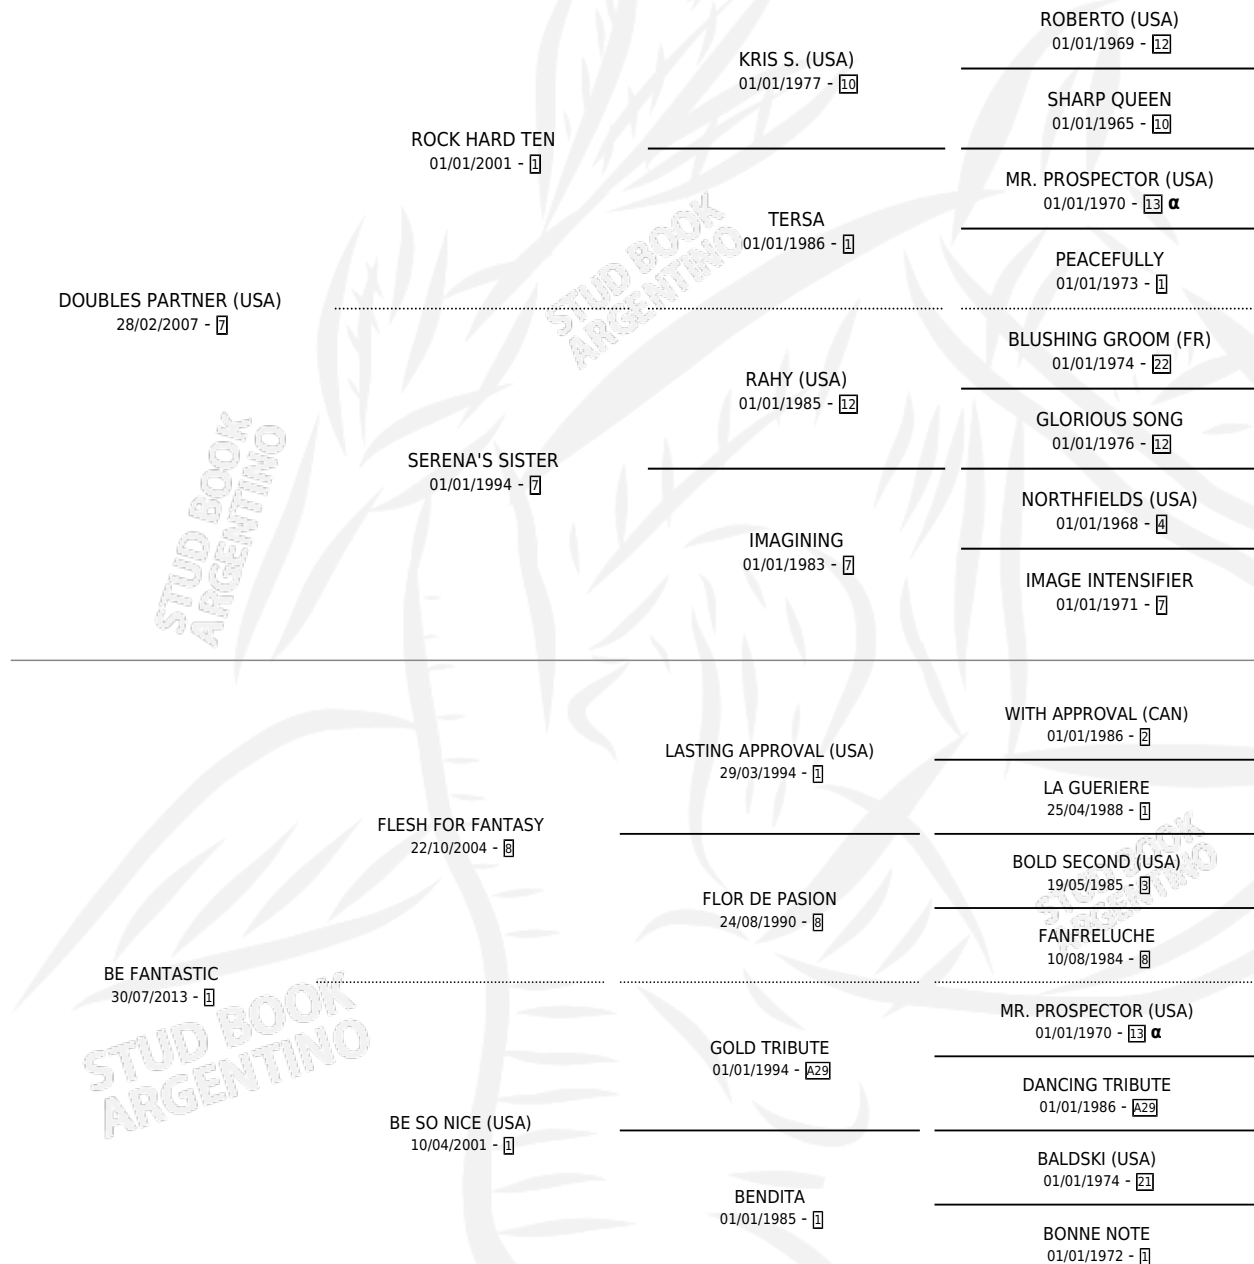 ROBERTO (USA)
01/01/1969 - 12
KRIS S. (USA)
01/01/1977 - 10
SHARP QUEEN
01/01/1965 - 10
ROCK HARD TEN
01/01/2001 - 1
MR. PROSPECTOR (USA)
01/01/1970 - 13 α
TERSA
01/01/1986 - 1
PEACEFULLY
01/01/1973 - 1
DOUBLES PARTNER (USA)
28/02/2007 - 7
BLUSHING GROOM (FR)
01/01/1974 - 22
RAHY (USA)
01/01/1985 - 12
GLORIOUS SONG
01/01/1976 - 12
SERENA'S SISTER
01/01/1994 - 7
NORTHFIELDS (USA)
01/01/1968 - 4
IMAGINING
01/01/1983 - 7
IMAGE INTENSIFIER
01/01/1971 - 7
WITH APPROVAL (CAN)
01/01/1986 - 2
LASTING APPROVAL (USA)
29/03/1994 - 1
LA GUERIERE
25/04/1988 - 1
FLESH FOR FANTASY
22/10/2004 - 8
BOLD SECOND (USA)
19/05/1985 - 3
FLOR DE PASION
24/08/1990 - 8
FANFRELUCHE
10/08/1984 - 8
BE FANTASTIC
30/07/2013 - 1
MR. PROSPECTOR (USA)
01/01/1970 - 13 α
GOLD TRIBUTE
01/01/1994 - A29
DANCING TRIBUTE
01/01/1986 - A29
BE SO NICE (USA)
10/04/2001 - 1
BALDSKI (USA)
01/01/1974 - 21
BENDITA
01/01/1985 - 1
BONNE NOTE
01/01/1972 - 1
STUD BOOK
ARGENTINO
STUD BOOK
ARGENTINO
STUD BOOK
ARGENTINO
STUD BOOK
ARGENTINO